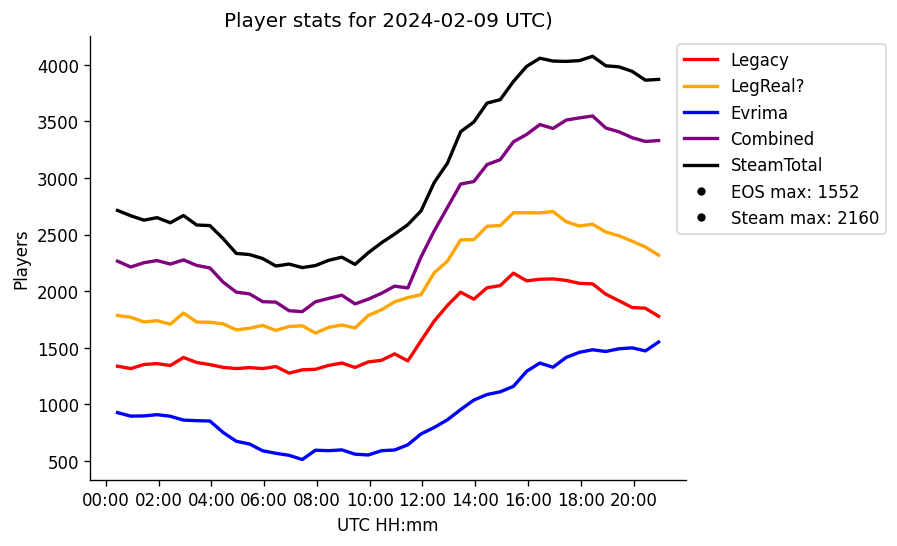 Player stats for 2024-02-09 UTC)
Legacy
LegReal?
Evrima
Combined
SteamTotal
EOS max: 1552
Steam max: 2160
Players
4000
3500
3000
2500
2000
1500
1000
500
00:00 02:00 04:00 06:00 08:00 10:00 12:00 14:00 16:00 18:00 20:00
UTC HH:mm